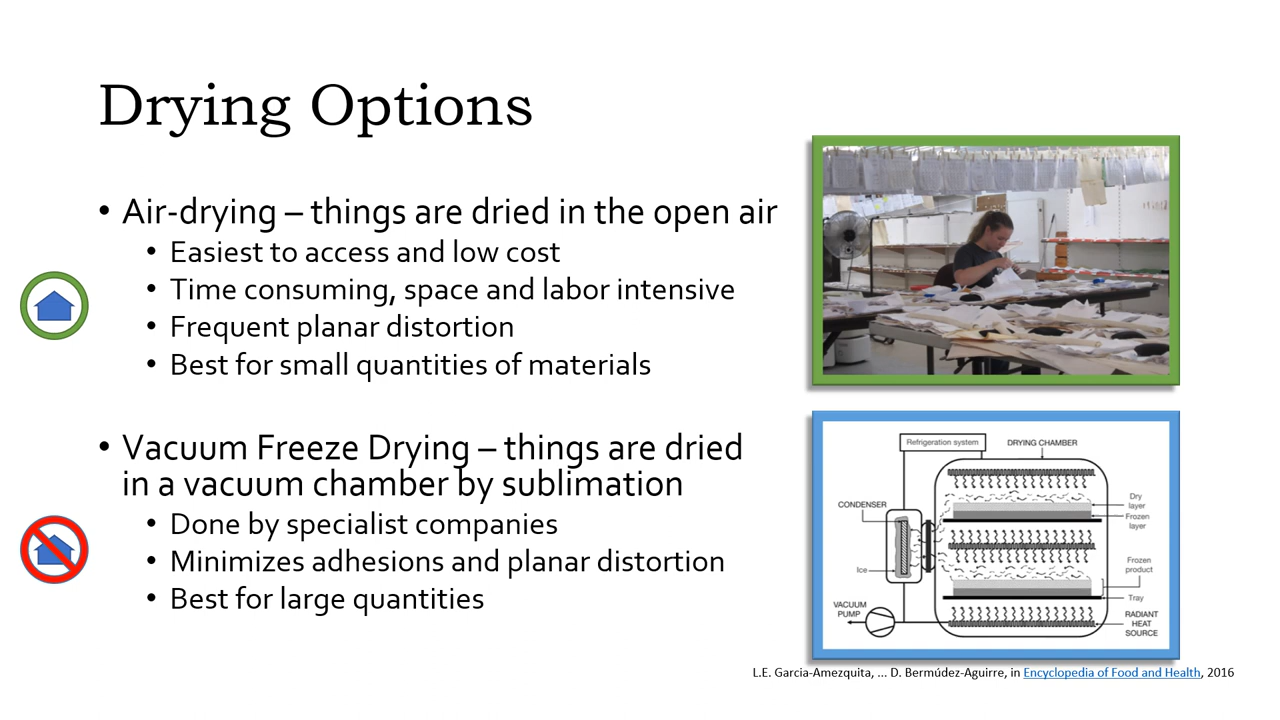 Drying Options
• Air-drying – things are dried in the open air
• Easiest to access and low cost
• Time consuming, space and labor intensive
• Frequent planar distortion
• Best for small quantities of materials
• Vacuum Freeze Drying – things are dried
in a vacuum chamber by sublimation
• Done by specialist companies
• Minimizes adhesions and planar distortion
• Best for large quantities
Refrigeration system
DRYING CHAMBER
CONDENSER
Dry
layer
Frozen
layer
Ice
Frozen
product
Tray
VACUUM
PUMP
RADIANT
HEAT
SOURCE
L.E. Garcia-Amezquita, ... D. Bermúdez-Aguirre, in Encyclopedia of Food and Health, 2016